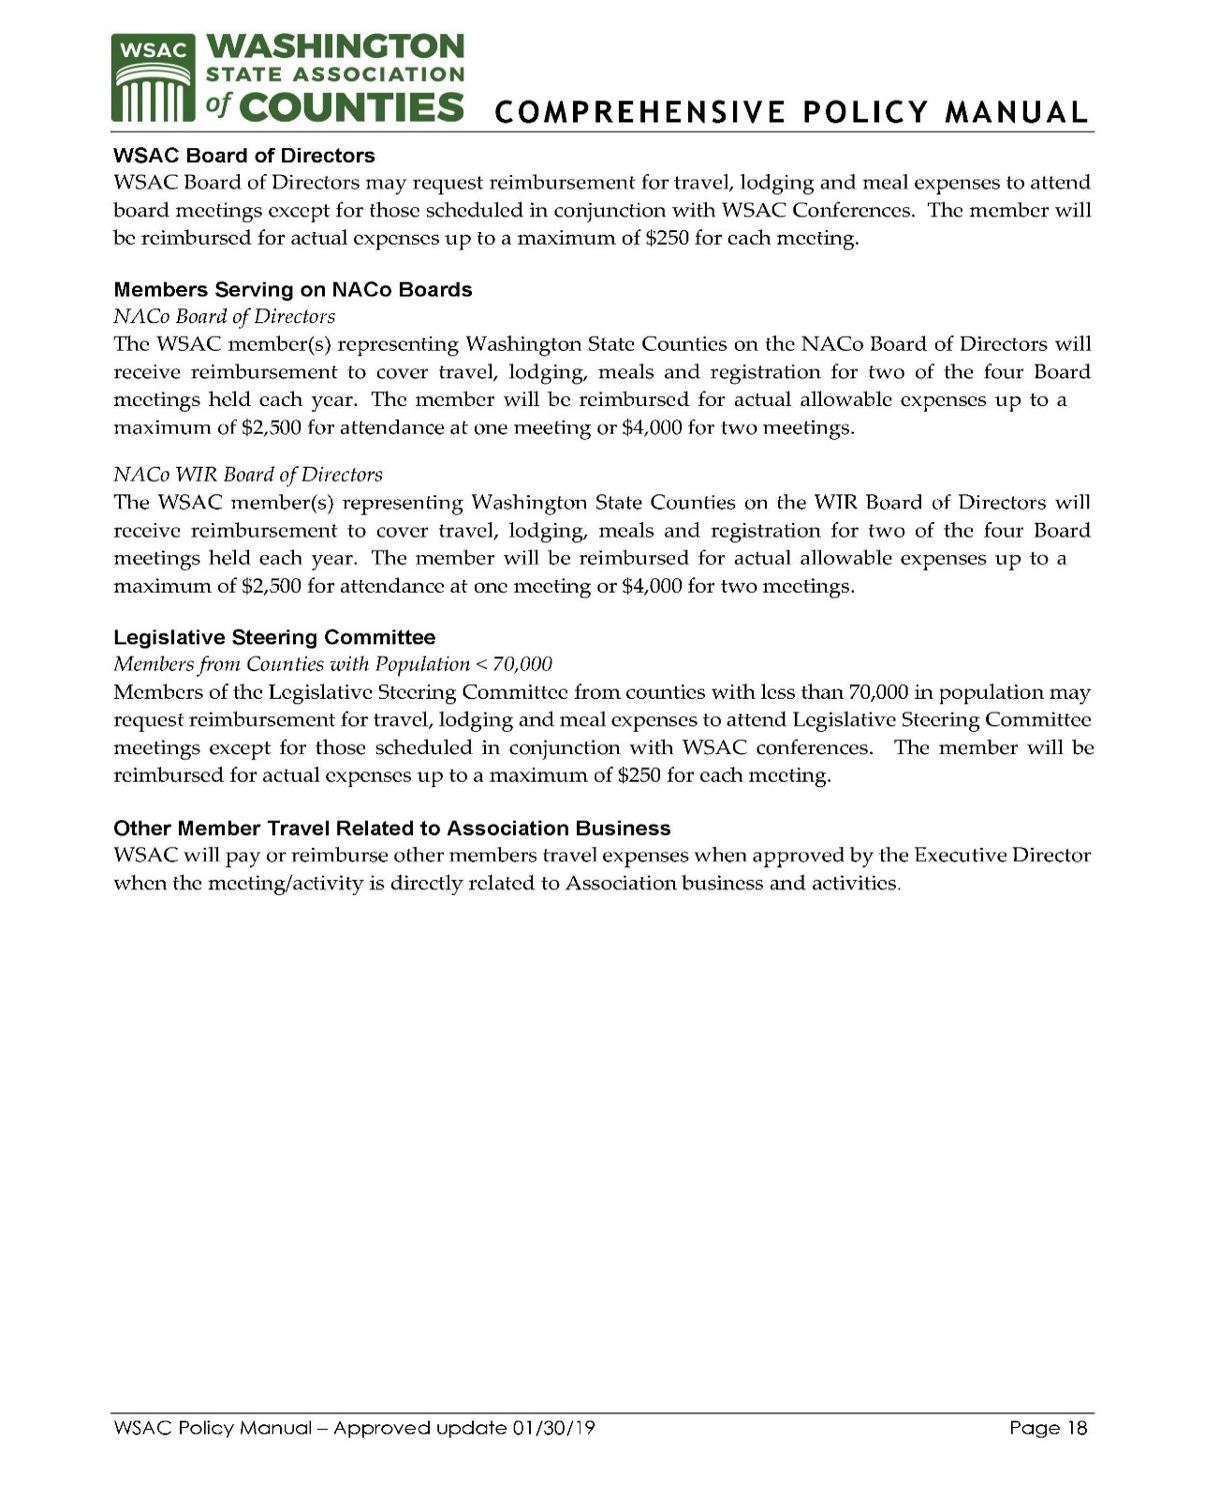 WSAC WASHINGTON
STATE ASSOCIATION
of COUNTIES COMPREHENSIVE POLICY MANUAL
WSAC Board of Directors
WSAC Board of Directors may request reimbursement for travel, lodging and meal expenses to attend
board meetings except for those scheduled in conjunction with WSAC Conferences. The member will
be reimbursed for actual expenses up to a maximum of $250 for each meeting.
Members Serving on NACo Boards
NACo Board of Directors
The WSAC member(s) representing Washington State Counties on the NACo Board of Directors will
receive reimbursement to cover travel, lodging, meals and registration for two of the four Board
meetings held each year. The member will be reimbursed for actual allowable expenses up to a
maximum of $2,500 for attendance at one meeting or $4,000 for two meetings.
NACo WIR Board of Directors
The WSAC member(s) representing Washington State Counties on the WIR Board of Directors will
receive reimbursement to cover travel, lodging, meals and registration for two of the four Board
meetings held each year. The member will be reimbursed for actual allowable expenses up to a
maximum of $2,500 for attendance at one meeting or $4,000 for two meetings.
Legislative Steering Committee
Members from Counties with Population < 70,000
Members of the Legislative Steering Committee from counties with less than 70,000 in population may
request reimbursement for travel, lodging and meal expenses to attend Legislative Steering Committee
meetings except for those scheduled in conjunction with WSAC conferences. The member will be
reimbursed for actual expenses up to a maximum of $250 for each meeting.
Other Member Travel Related to Association Business
WSAC will pay or reimburse other members travel expenses when approved by the Executive Director
when the meeting/activity is directly related to Association business and activities.
WSAC Policy Manual – Approved update 01/30/19 Page 18